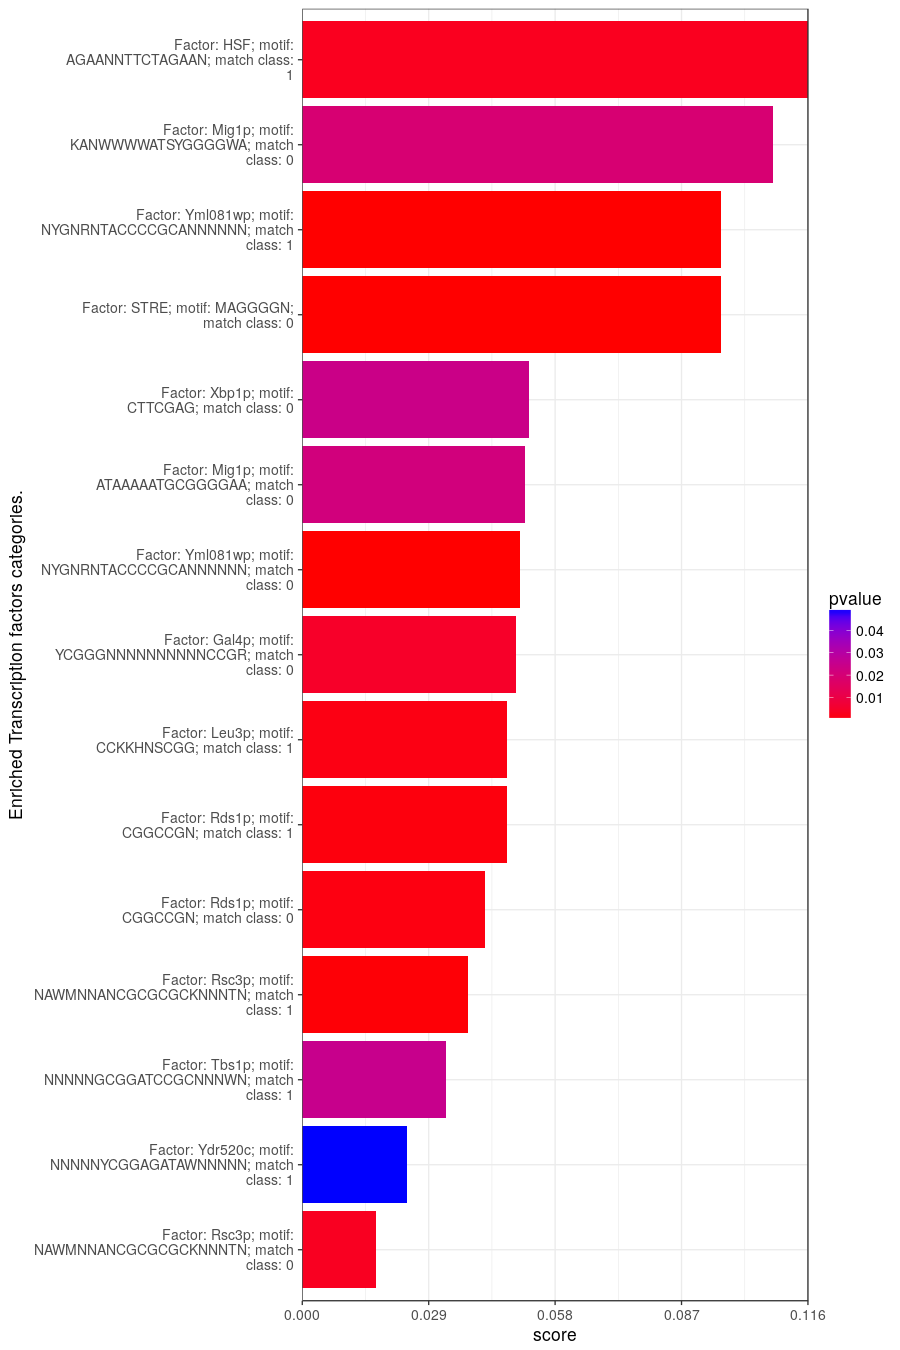 Factor: HSF; motif:
AGAANNTTCTAGAAN; match class:
1
Factor: Mig1p; motif:
KANWWWWATSYGGGGWA; match
class: 0
Factor: Yml081wp; motif:
NYGNRNTACCCCGCANNNNNN; match
class: 1
Factor: STRE; motif: MAGGGGN;
match class: 0
Factor: Xbp1p; motif:
CTTCGAG; match class: 0
Factor: Mig1p; motif:
ATAAAAATGCGGGGAA; match
class: 0
Factor: Yml081wp; motif:
NYGNRNTACCCCGCANNNNNN; match
class: 0
Factor: Gal4p; motif:
YCGGGNNNNNNNNNNCCGR; match
class: 0
Factor: Leu3p; motif:
CCKKHNSCGG; match class: 1
Factor: Rds1p; motif:
CGGCCGN; match class: 1
Factor: Rds1p; motif:
CGGCCGN; match class: 0
Factor: Rsc3p; motif:
NAWMNNANCGCGCGCKNNNTN; match
class: 1
Factor: Tbs1p; motif:
NNNNNGCGGATCCGCNNNWN; match
class: 1
Factor: Ydr520c; motif:
NNNNNYCGGAGATAWNNNNN; match
class: 1
Factor: Rsc3p; motif:
NAWMNNANCGCGCGCKNNNTN; match
class: 0
Enriched Transcription factors categories.
0.000
0.029
0.058
0.087
0.116
score
pvalue
0.04
0.03
0.02
0.01